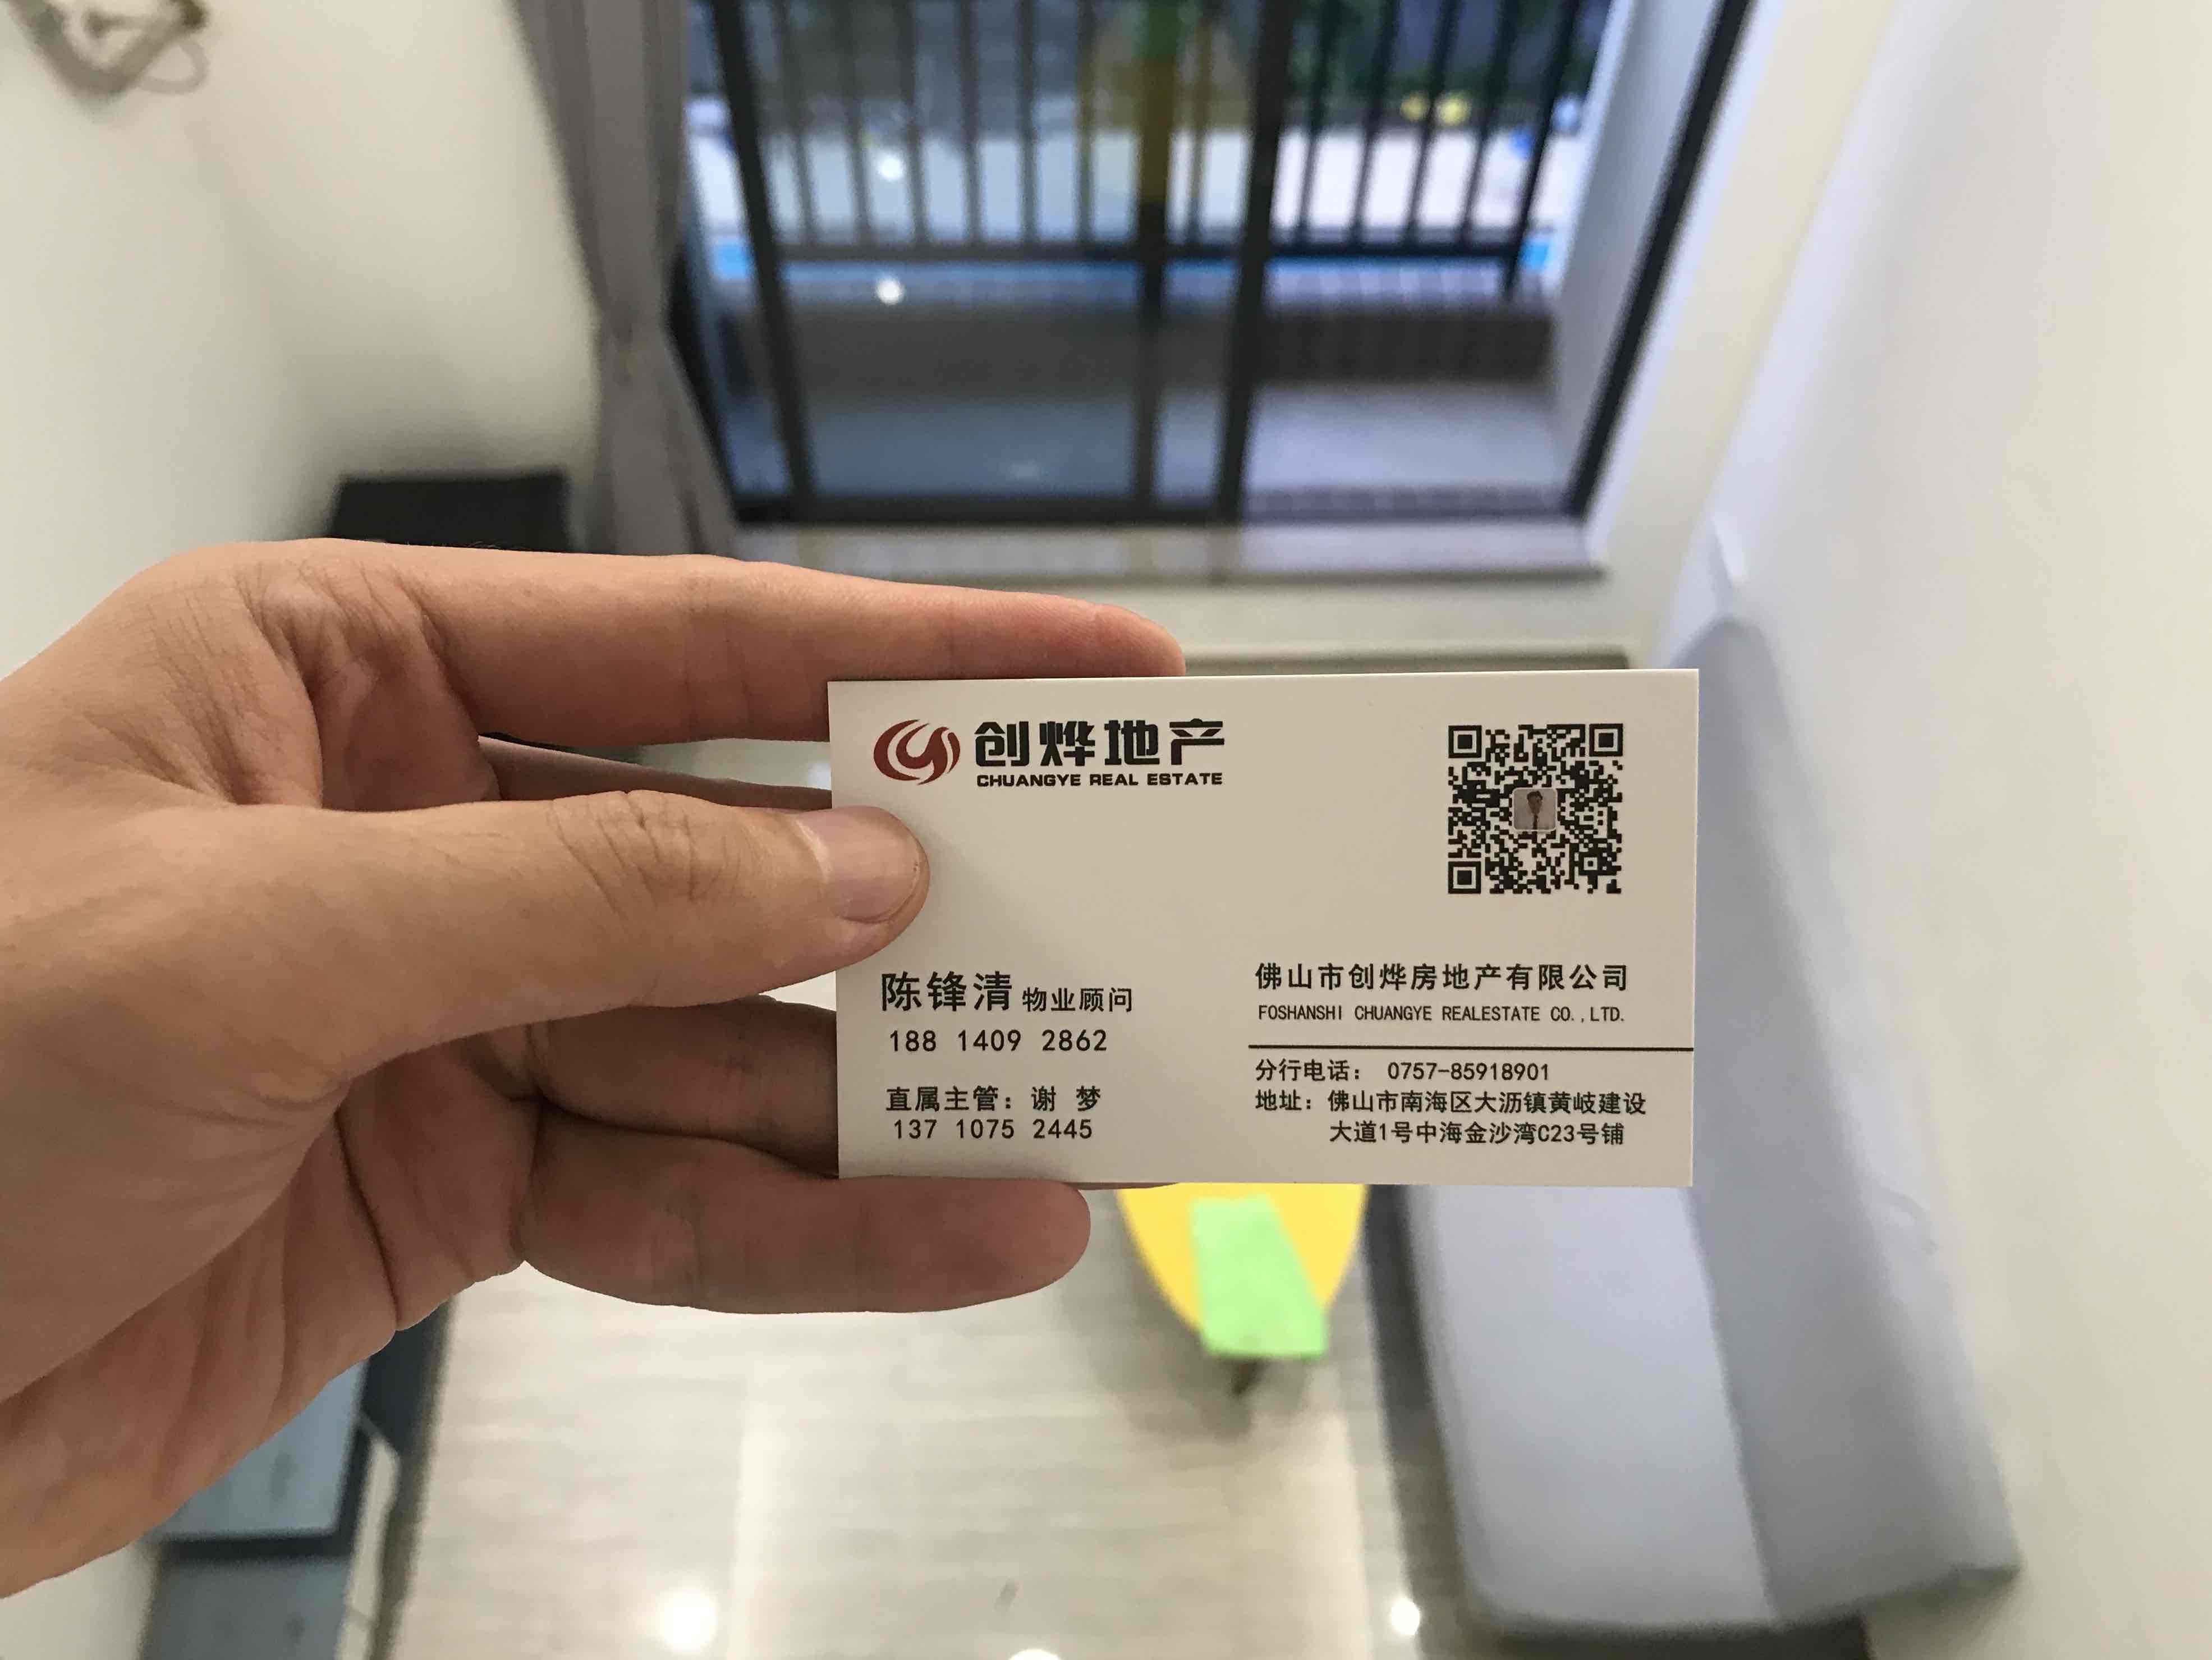 创烨地产
CHUANGYE REAL ESTATE
陈锋清 物业顾问
188 1409 2862
直属主管：谢 梦
137 1075 2445
佛山市创烨房地产有限公司
FOSHANSHI CHUANGYE REALESTATE CO.,LTD.
分行电话： 0757-85918901
地址：佛山市南海区大沥镇黄岐建设
大道1号中海金沙湾C23号铺